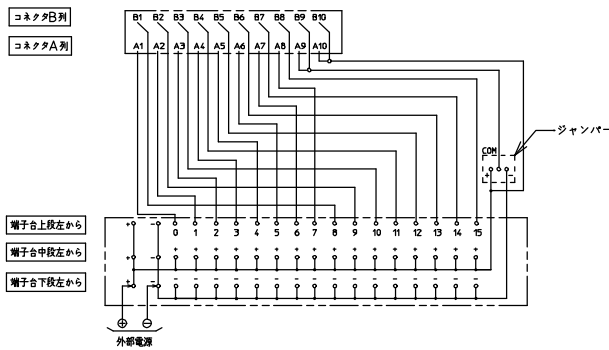 コネクタB列
B1 B2 B3 B4 B5 B6 B7 B8 B9 B10
コネクタA列
A1 A2 A3 A4 A5 A6 A7 A8 A9 A10
ジャンパー
COM
+ −
端子台上段左から
+ −
0 1 2 3 4 5 6 7 8 9 10 11 12 13 14 15
端子台中段左から
+ − + + + + + + + + + + + + + + + +
端子台下段左から
+ − − − − − − − − − − − − − − − − −
⊕ ⊖
外部電源